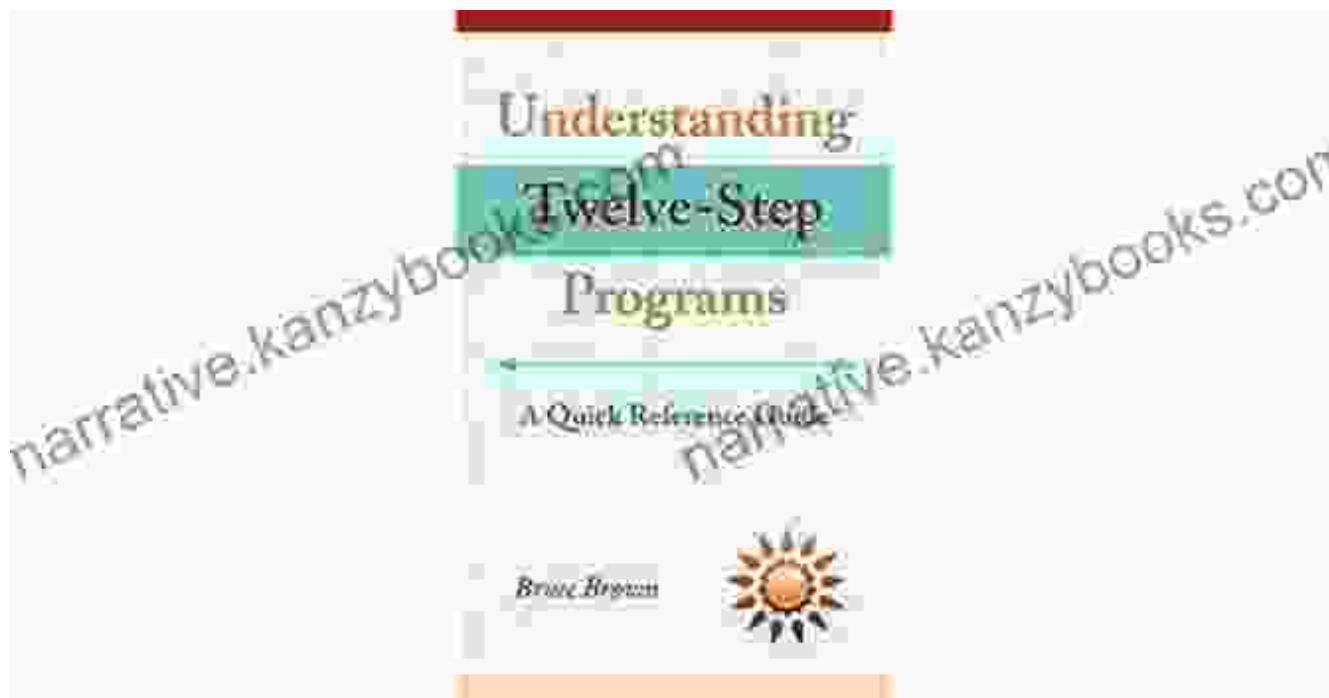 Understanding
Twelve-Step
Programs
A Quick Reference Guide
Bruce Brown
narrative.kanzybooks.com
narrative.kanzybooks.com